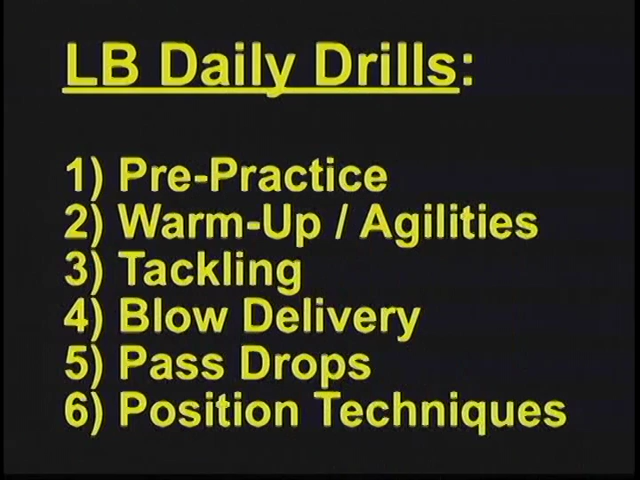 LB Daily Drills:
1) Pre-Practice
2) Warm-Up / Agilities
3) Tackling
4) Blow Delivery
5) Pass Drops
6) Position Techniques